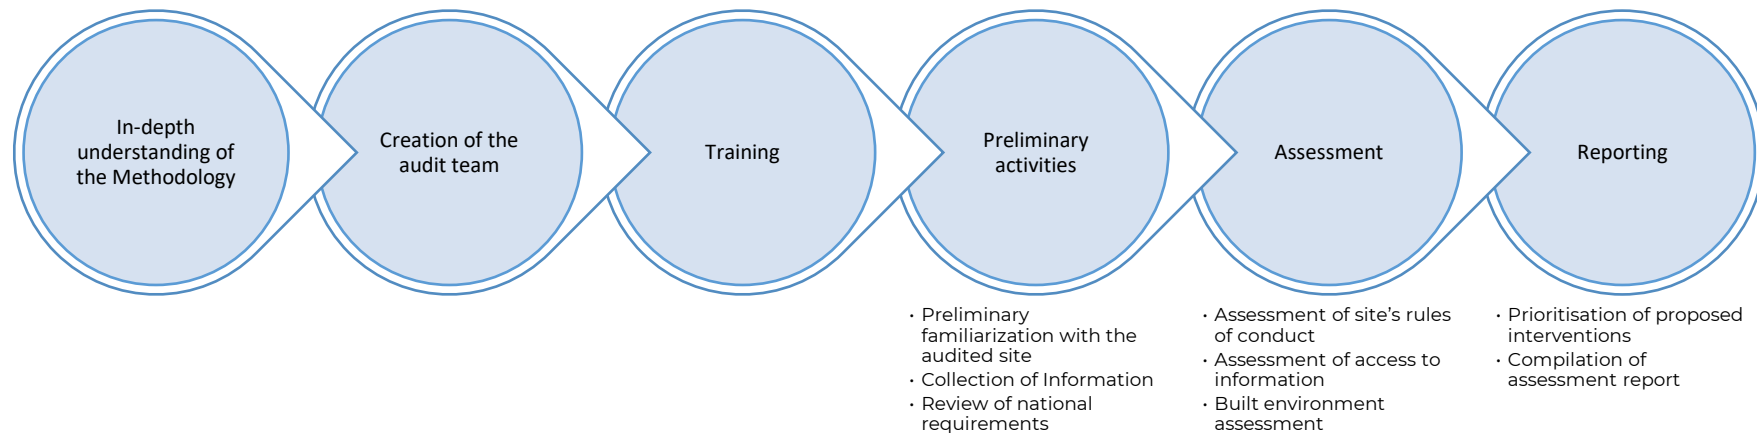 In-depth
understanding of
the Methodology
Creation of the
audit team
Training
Preliminary
activities
Assessment
Reporting
· Preliminary
familiarization with the
audited site
· Collection of Information
· Review of national
requirements
· Assessment of site's rules
of conduct
· Assessment of access to
information
· Built environment
assessment
· Prioritisation of proposed
interventions
· Compilation of
assessment report